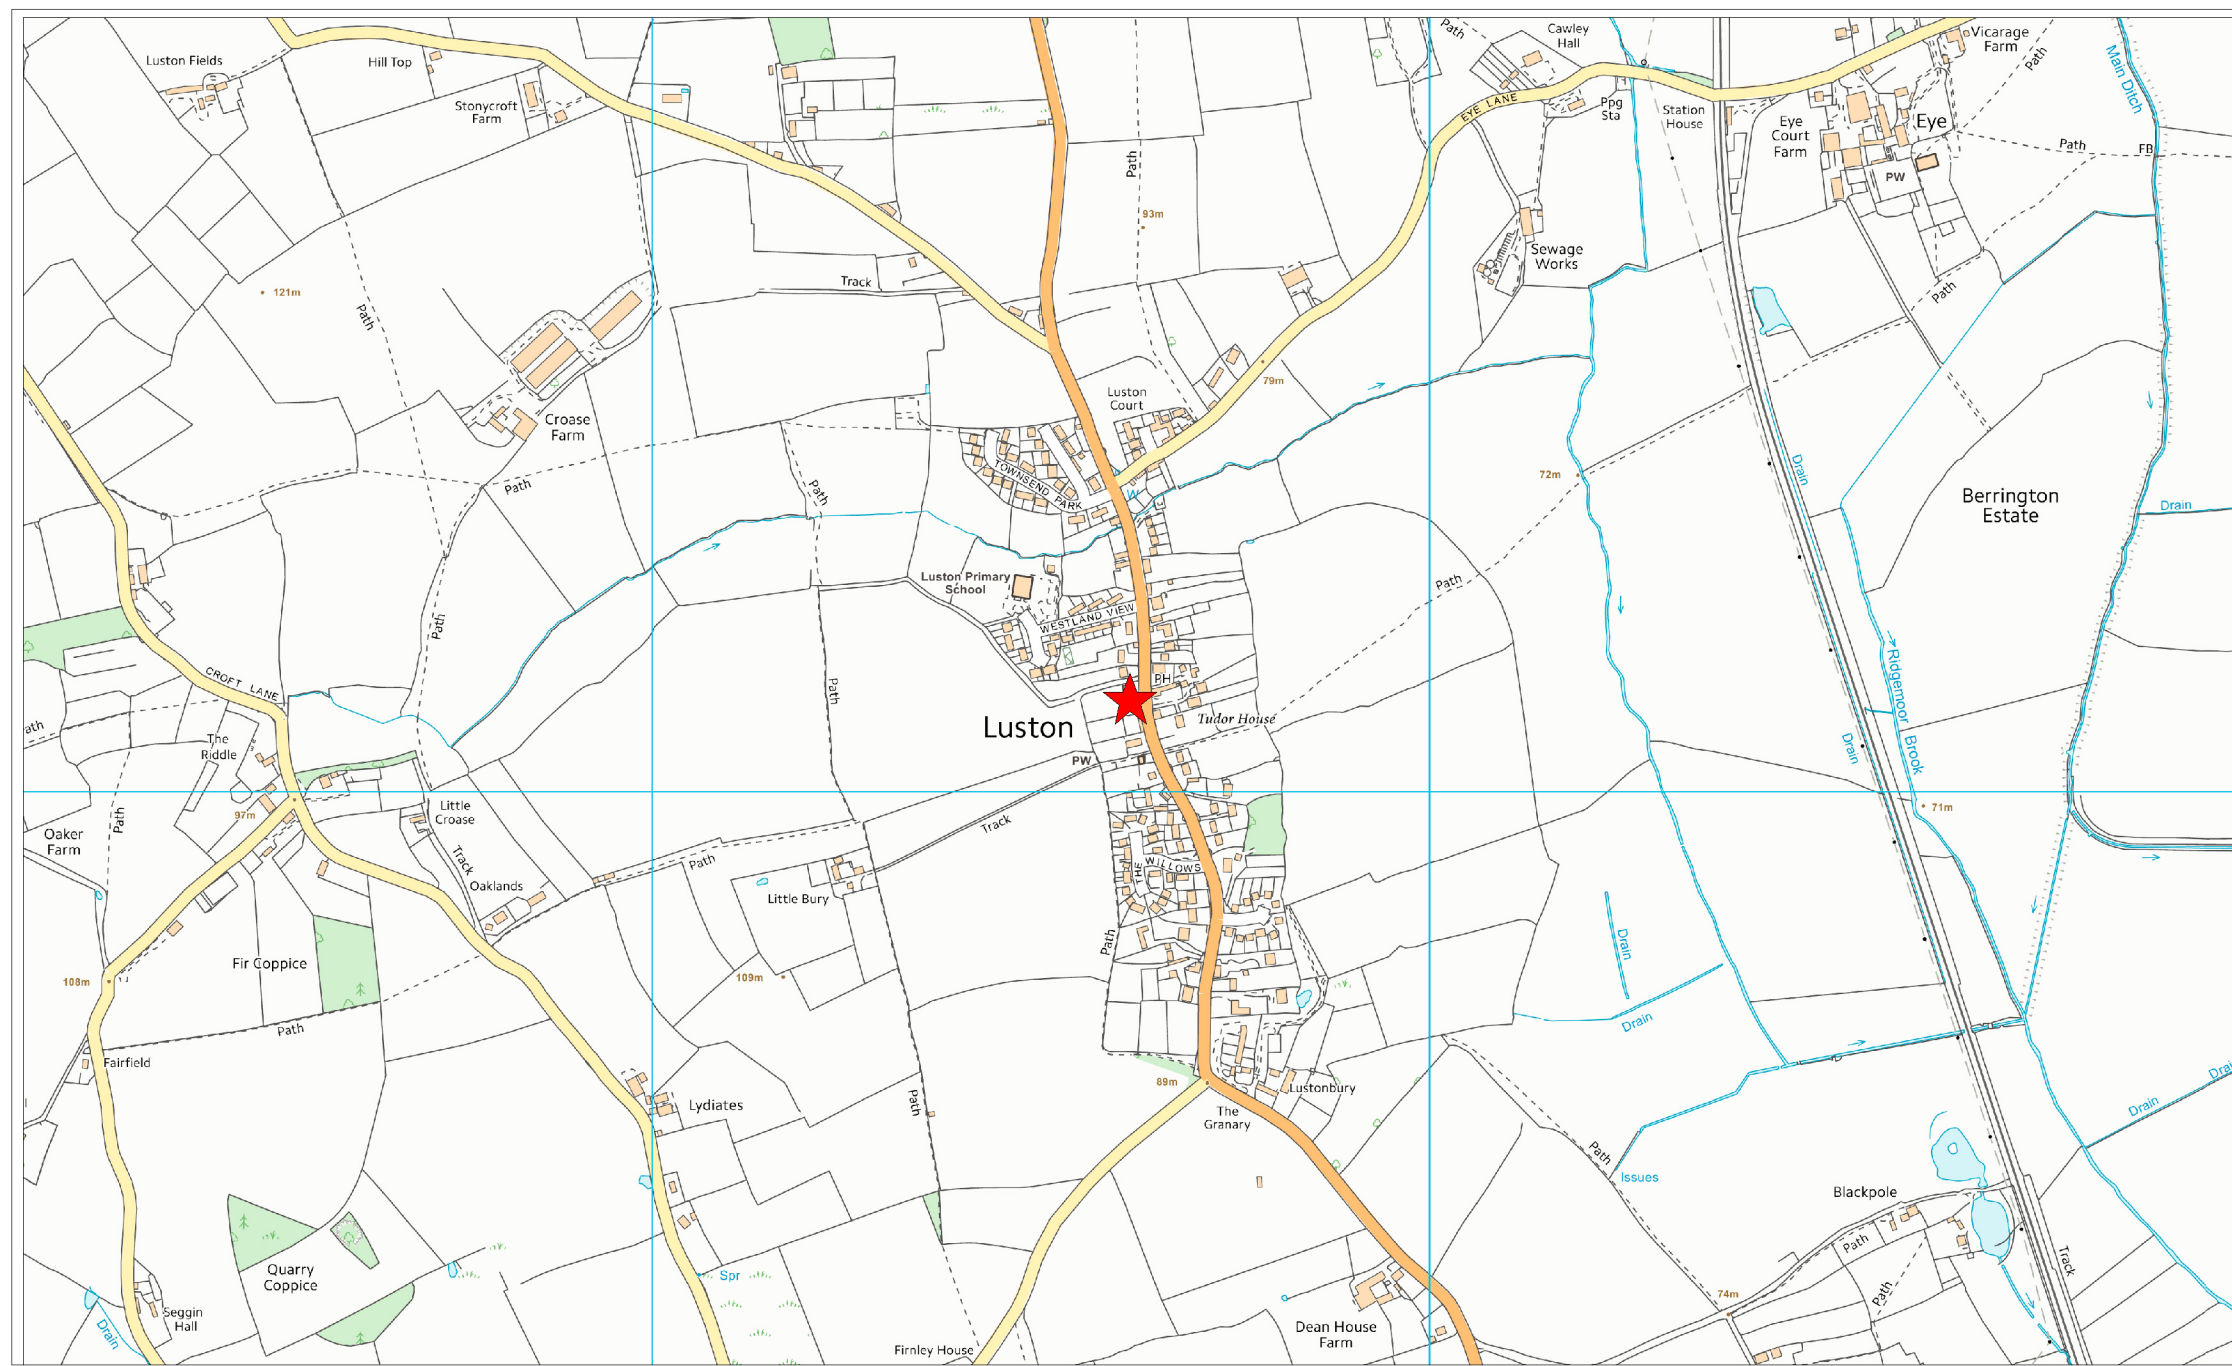 Luston Fields
Hill Top
Stonycroft
Farm
Path
Cawley
Hall
EYE LANE
Ppg
Sta
Station
House
Vicarage
Farm
Path
Main Ditch
Eye
Court
Farm
Eye
PW
Path
FB
Path
93m
Sewage
Works
121m
Path
Track
Path
79m
Luston
Court
Croase
Farm
TOWNSEND PARK
W
72m
Drain
Berrington
Estate
Drain
Path
Path
Luston Primary
School
WESTLAND VIEW
Path
Path
CROFT LANE
Path
PH
Luston
Tudor House
Ridgemoor Brook
Drain
ath
The
Riddle
PW
97m
Little
Croase
Path
Oaker
Farm
Track
Track
71m
Path
THE WILLOWS
Oaklands
Little Bury
Path
Drain
Fir Coppice
108m
109m
Drain
Path
Fairfield
89m
Lustonbury
Lydiates
The
Granary
Path
Drai
Drain
Path
Issues
Blackpole
Path
Path
Track
Quarry
Coppice
Spr
Seggin
Hall
Drain
74m
Dean House
Farm
Firnley House